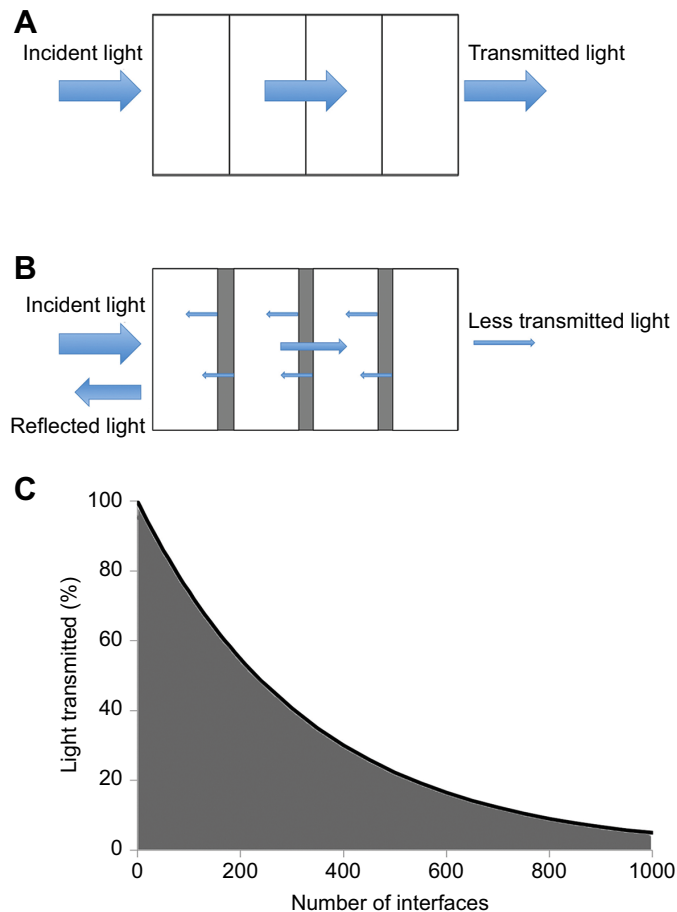 A
Incident light
Transmitted light
B
Incident light
Less transmitted light
Reflected light
C
Light transmitted (%)
100
80
60
40
20
0
0 200 400 600 800 1000
Number of interfaces